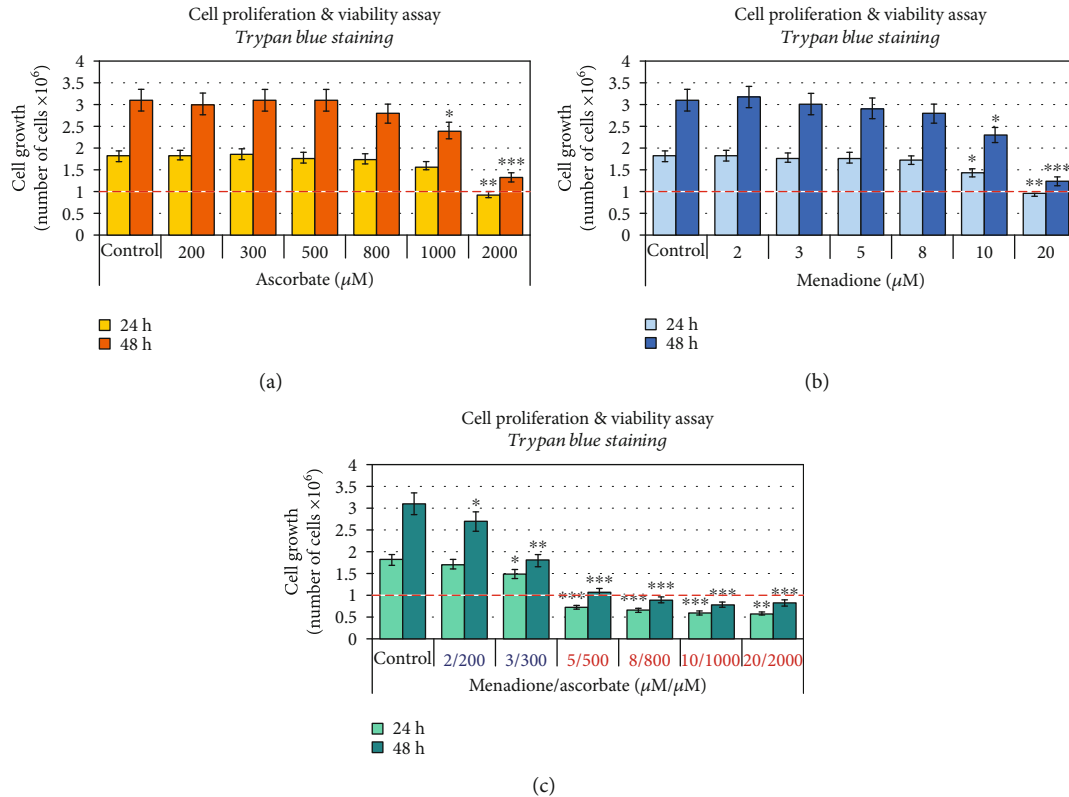 Cell proliferation & viability assay
Trypan blue staining
Cell growth
(number of cells ×10⁶)
4
3.5
3
2.5
2
1.5
1
0.5
0
*
**
***
Control 200 300 500 800 1000 2000
Ascorbate (μM)
24 h
48 h
(a)
Cell proliferation & viability assay
Trypan blue staining
Cell growth
(number of cells ×10⁶)
4
3.5
3
2.5
2
1.5
1
0.5
0
*
*
**
***
Control 2 3 5 8 10 20
Menadione (μM)
24 h
48 h
(b)
Cell proliferation & viability assay
Trypan blue staining
Cell growth
(number of cells ×10⁶)
4
3.5
3
2.5
2
1.5
1
0.5
0
*
*
**
***
***
***
***
***
***
**
***
Control 2/200 3/300 5/500 8/800 10/1000 20/2000
Menadione/ascorbate (μM/μM)
24 h
48 h
(c)